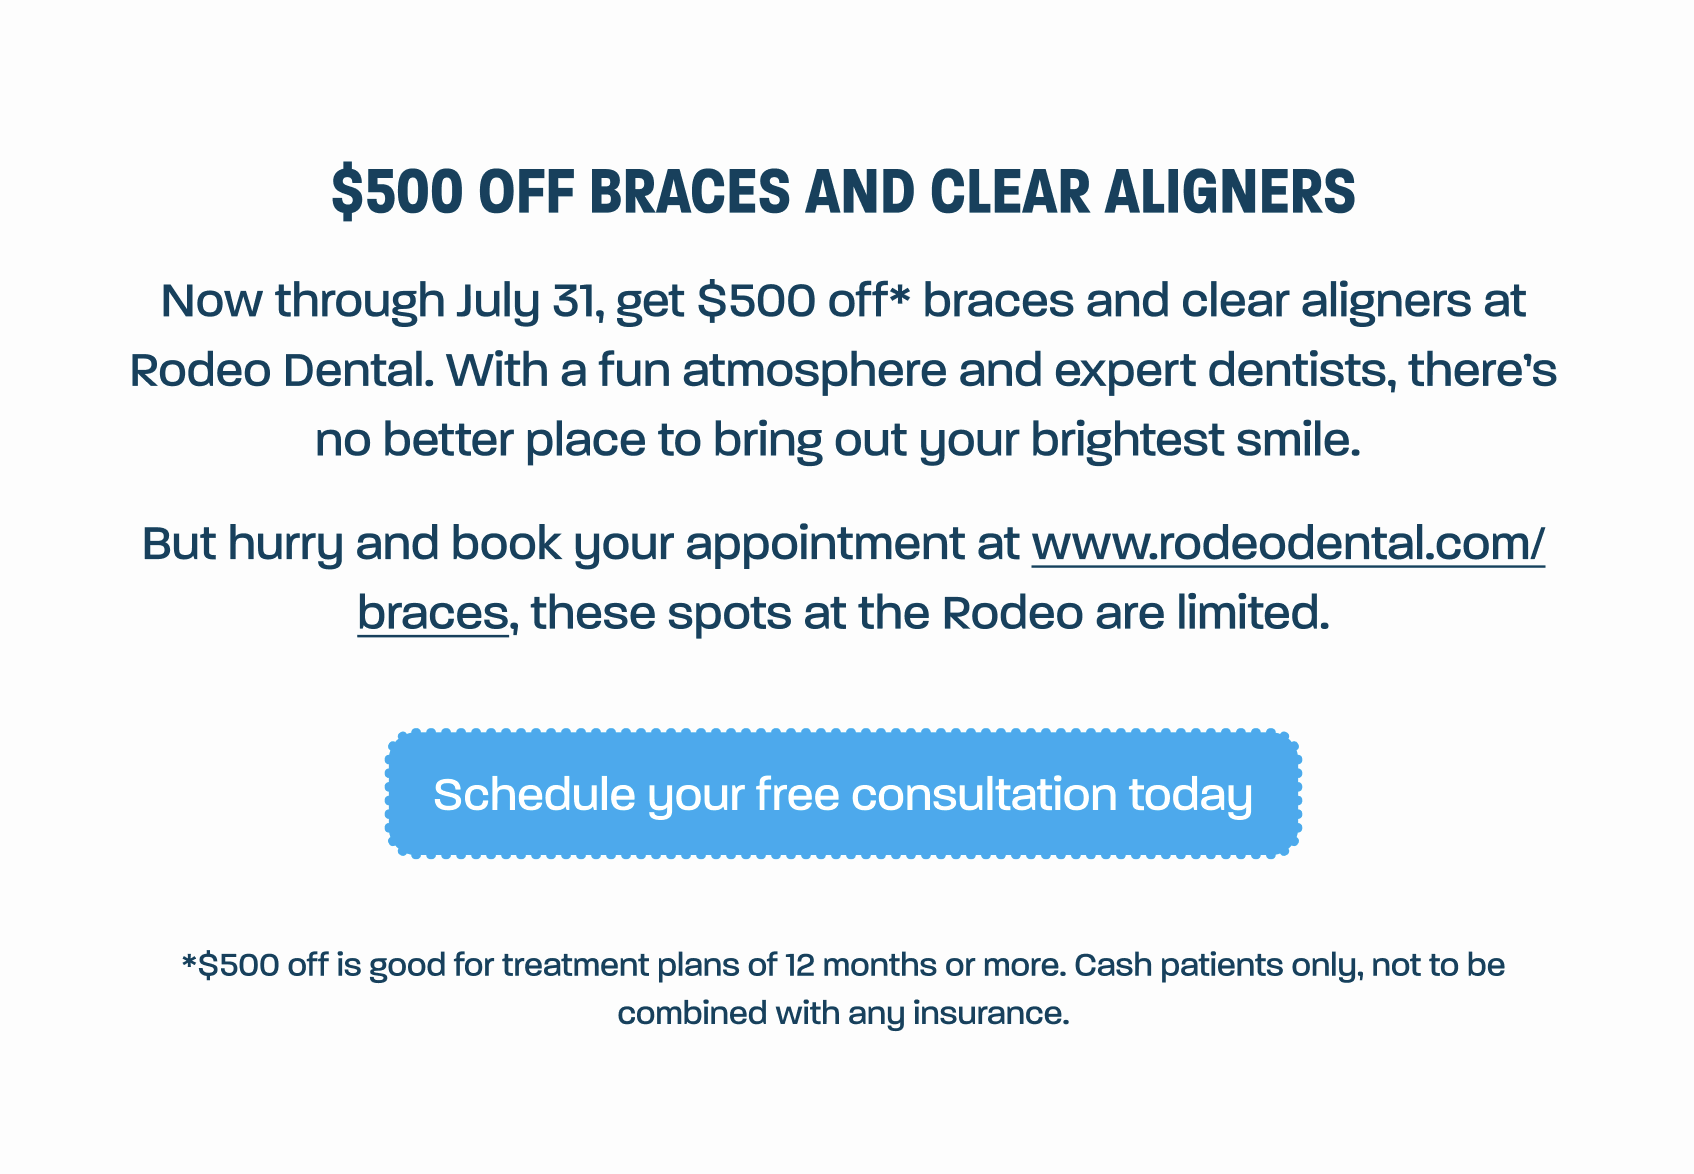 $500 OFF BRACES AND CLEAR ALIGNERS
Now through July 31, get $500 off* braces and clear aligners at
Rodeo Dental. With a fun atmosphere and expert dentists, there’s
no better place to bring out your brightest smile.
But hurry and book your appointment at www.rodeodental.com/
braces, these spots at the Rodeo are limited.
Schedule your free consultation today
*$500 off is good for treatment plans of 12 months or more. Cash patients only, not to be
combined with any insurance.